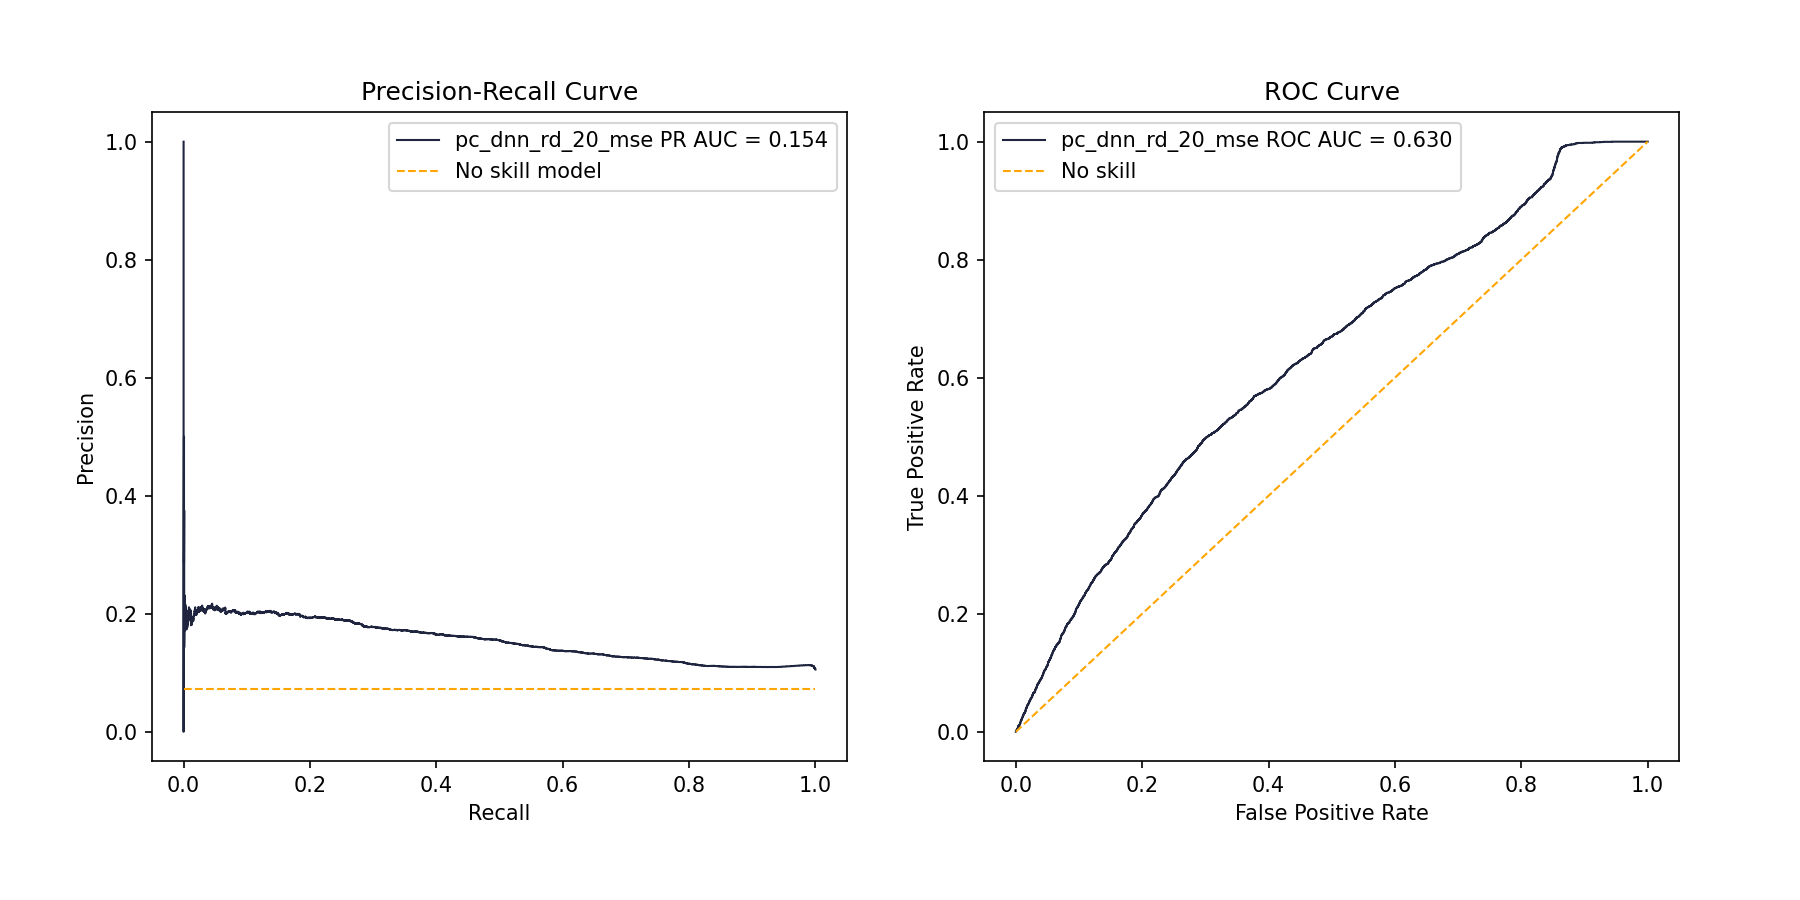 Precision-Recall Curve
pc_dnn_rd_20_mse PR AUC = 0.154
No skill model
1.0
0.8
0.6
0.4
0.2
0.0
Precision
0.0 0.2 0.4 0.6 0.8 1.0
Recall
ROC Curve
pc_dnn_rd_20_mse ROC AUC = 0.630
No skill
1.0
0.8
0.6
0.4
0.2
0.0
True Positive Rate
0.0 0.2 0.4 0.6 0.8 1.0
False Positive Rate